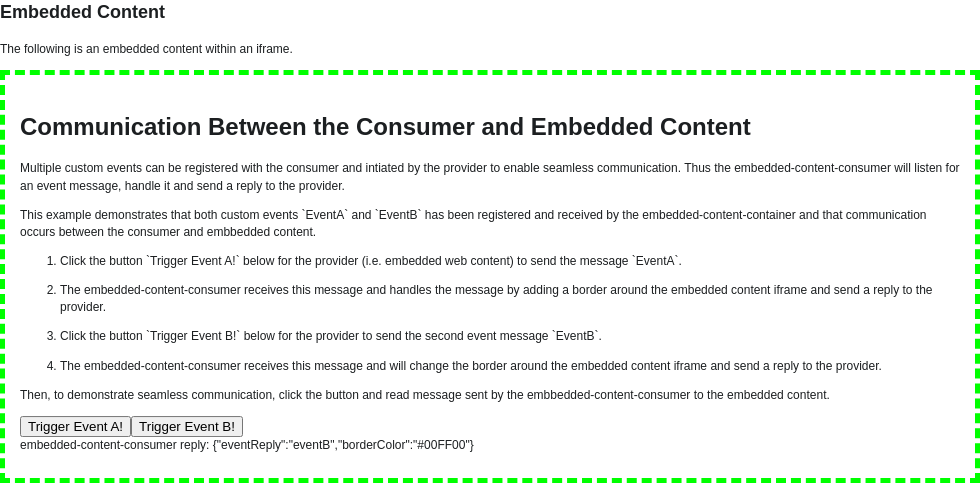 Embedded Content
The following is an embedded content within an iframe.
Communication Between the Consumer and Embedded Content
Multiple custom events can be registered with the consumer and intiated by the provider to enable seamless communication. Thus the embedded-content-consumer will listen for
an event message, handle it and send a reply to the provider.
This example demonstrates that both custom events `EventA` and `EventB` has been registered and received by the embedded-content-container and that communication
occurs between the consumer and embbedded content.
1. Click the button `Trigger Event A!` below for the provider (i.e. embedded web content) to send the message `EventA`.
2. The embedded-content-consumer receives this message and handles the message by adding a border around the embedded content iframe and send a reply to the
provider.
3. Click the button `Trigger Event B!` below for the provider to send the second event message `EventB`.
4. The embedded-content-consumer receives this message and will change the border around the embedded content iframe and send a reply to the provider.
Then, to demonstrate seamless communication, click the button and read message sent by the embbedded-content-consumer to the embedded content.
Trigger Event A! Trigger Event B!
embedded-content-consumer reply: {"eventReply":"eventB","borderColor":"#00FF00"}